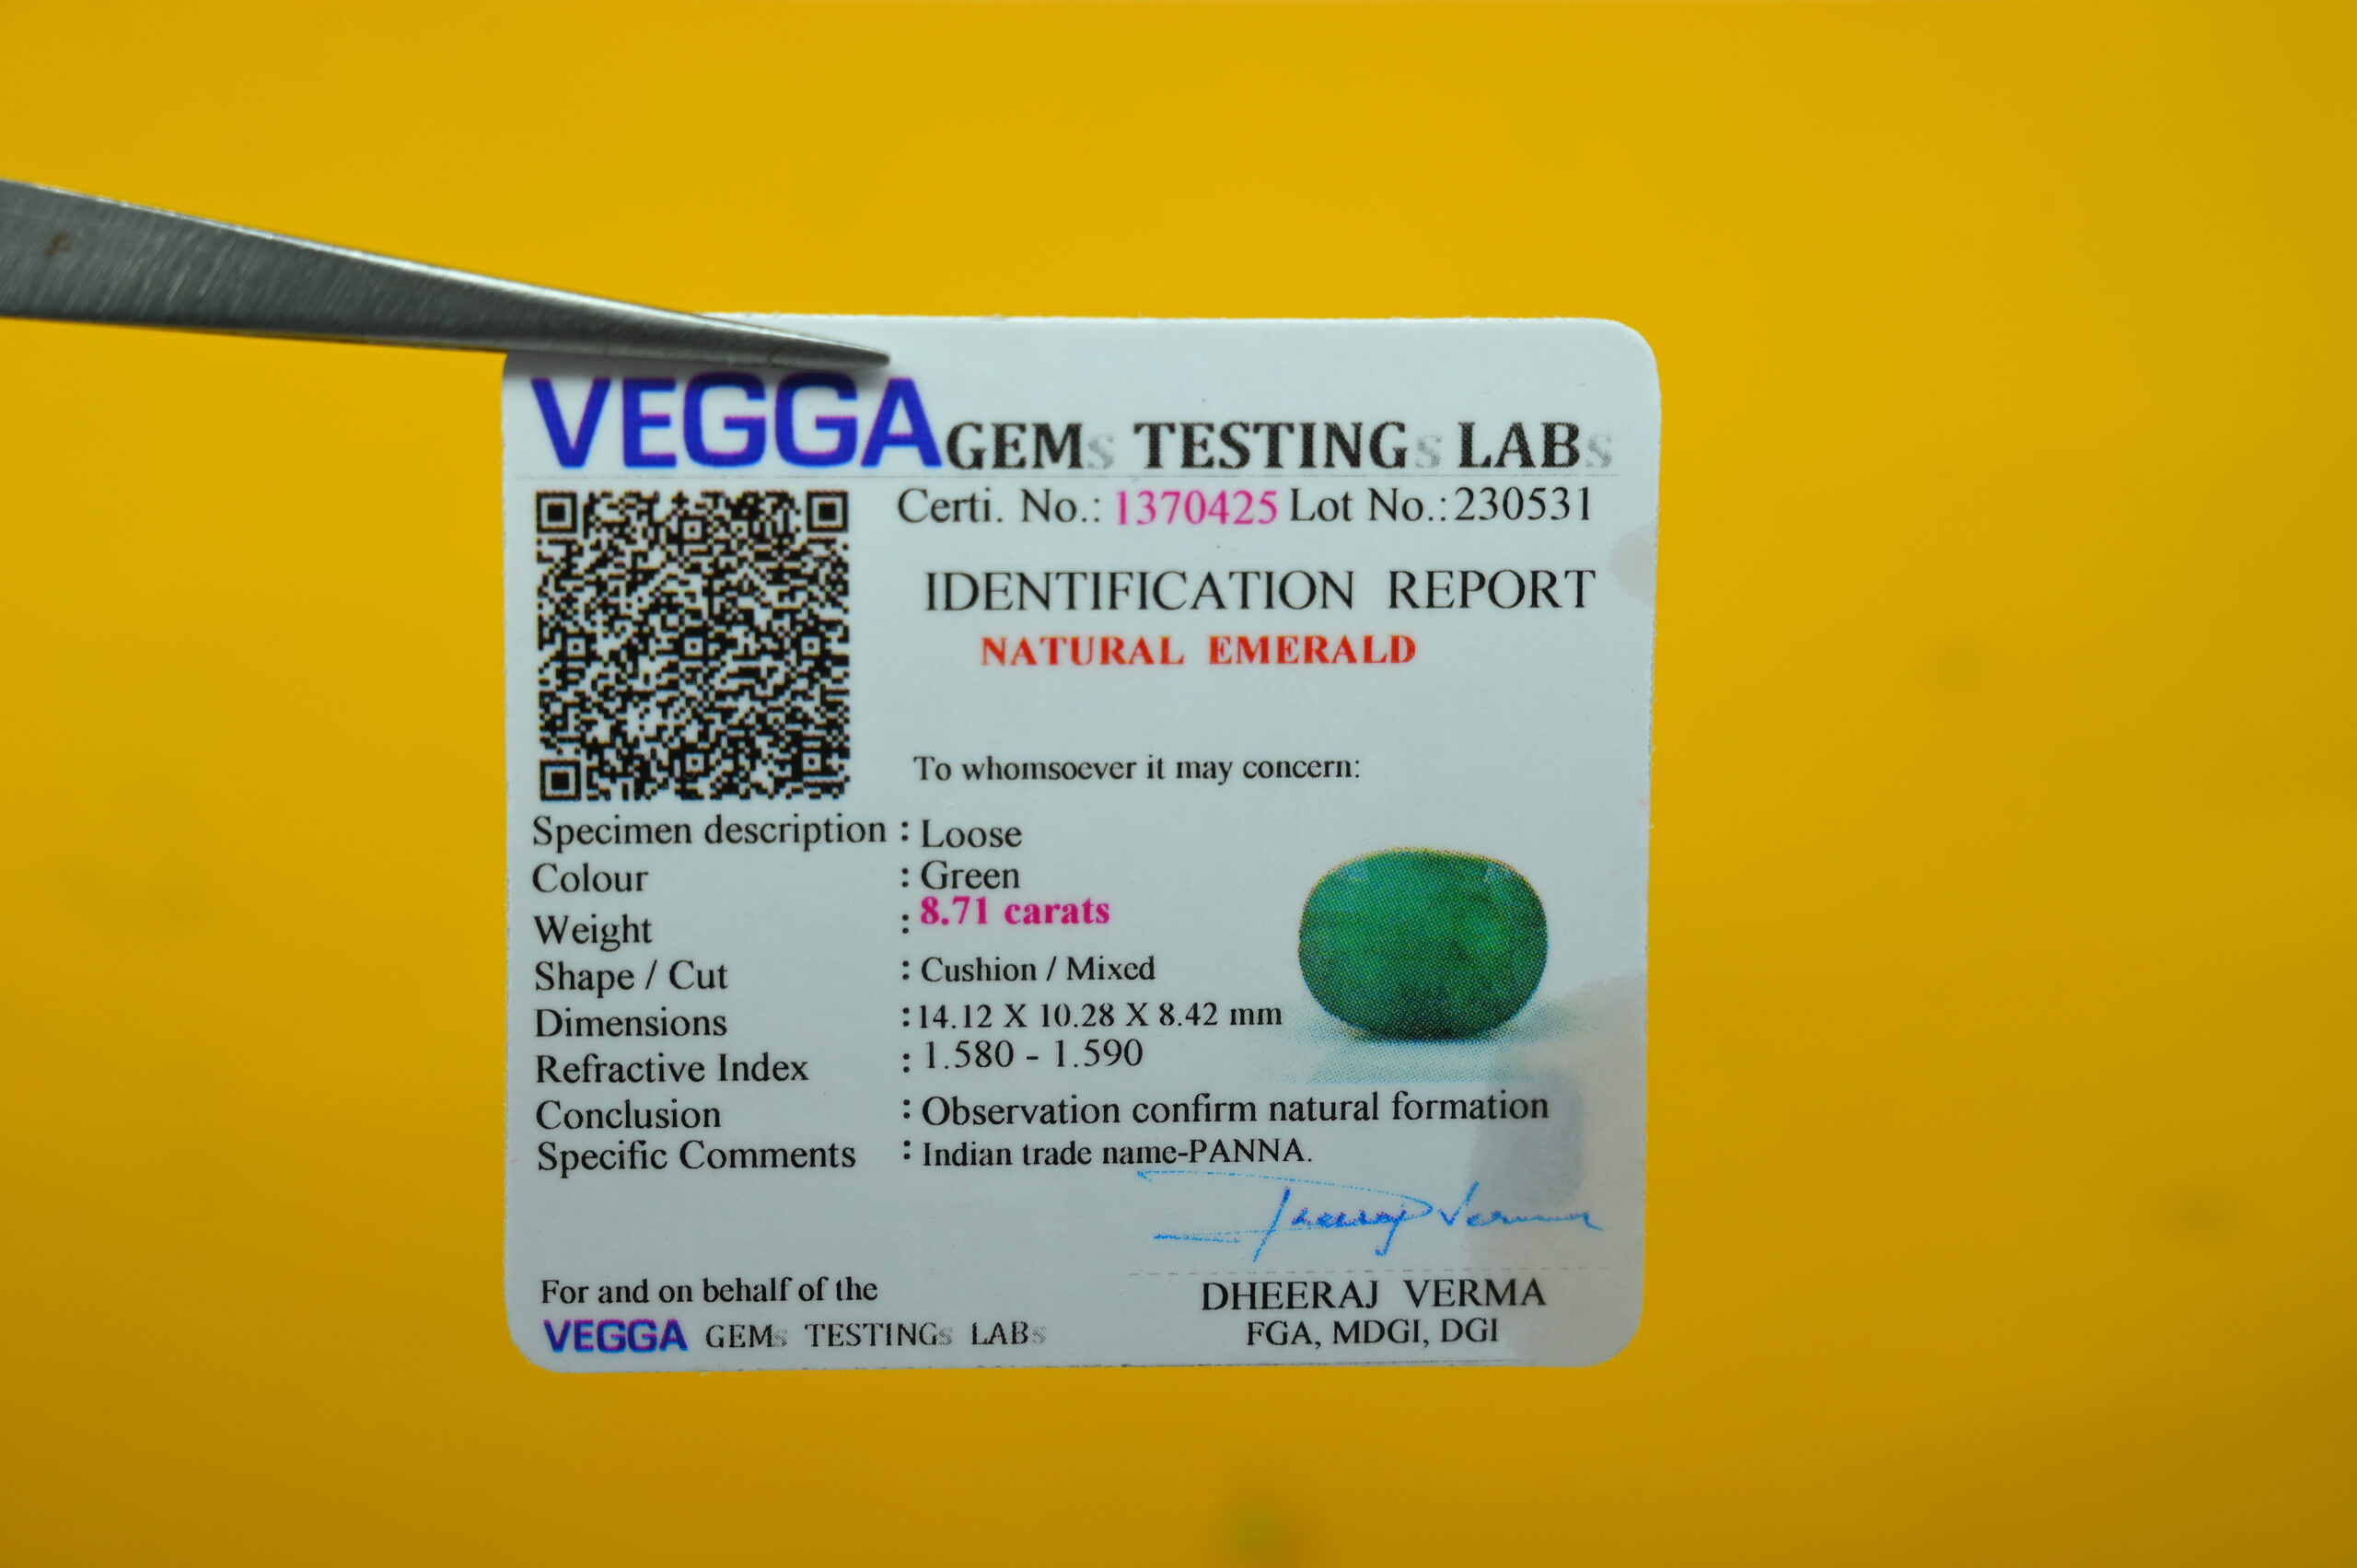 VEGGA GEMs TESTINGs LABs
Certi. No.: 1370425 Lot No.:230531
IDENTIFICATION REPORT
NATURAL EMERALD
To whomsoever it may concern:
Specimen description : Loose
Colour : Green
Weight : 8.71 carats
Shape / Cut : Cushion / Mixed
Dimensions :14.12 X 10.28 X 8.42 mm
Refractive Index : 1.580 - 1.590
Conclusion : Observation confirm natural formation
Specific Comments : Indian trade name-PANNA.
Dheeraj Verma
For and on behalf of the
VEGGA GEMs TESTINGs LABs
DHEERAJ VERMA
FGA, MDGI, DGI